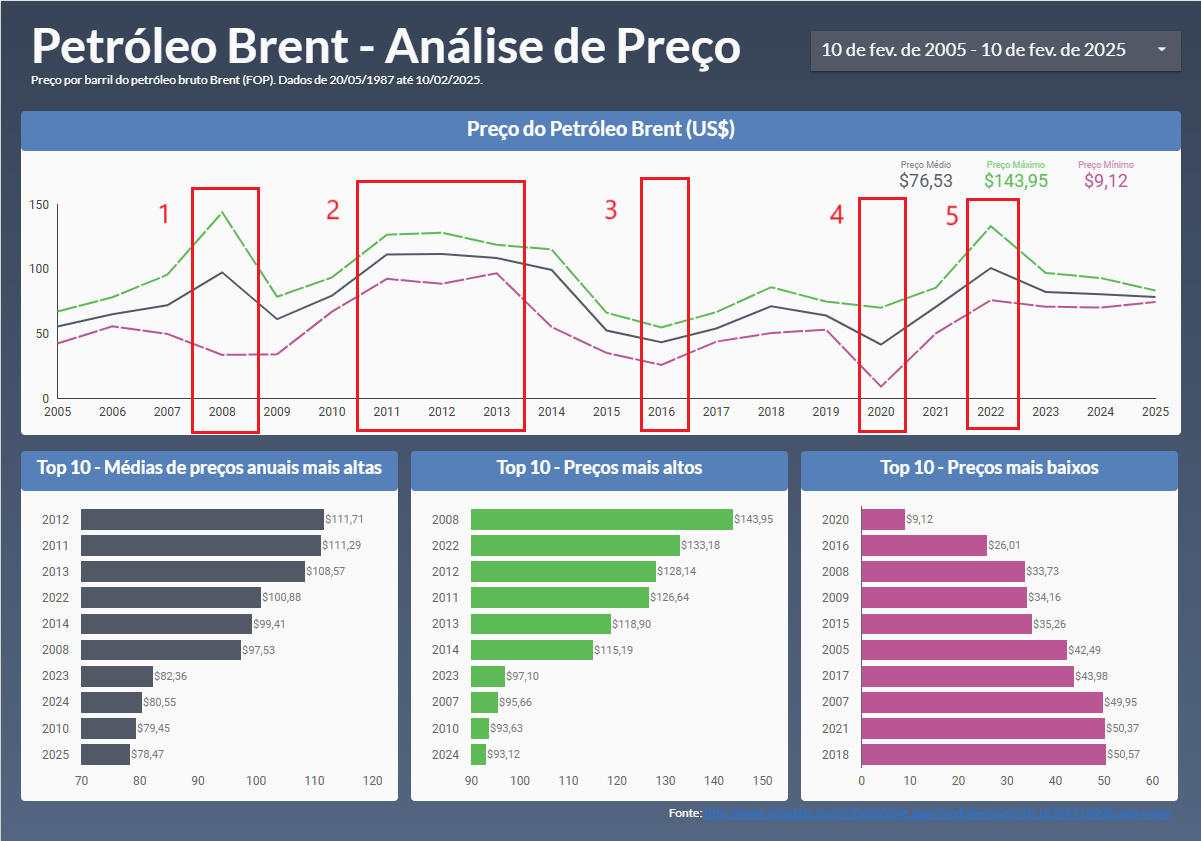 Petróleo Brent - Análise de Preço
10 de fev. de 2005 - 10 de fev. de 2025
Preço por barril do petróleo bruto Brent (FOP). Dados de 20/05/1987 até 10/02/2025.
Preço do Petróleo Brent (US$)
Preço Médio Preço Máximo Preço Mínimo
$76,53 $143,95 $9,12
1 2 3 4 5
150
100
50
0
2005 2006 2007 2008 2009 2010 2011 2012 2013 2014 2015 2016 2017 2018 2019 2020 2021 2022 2023 2024 2025
Top 10 - Médias de preços anuais mais altas
2012 $111,71
2011 $111,29
2013 $108,57
2022 $100,88
2014 $99,41
2008 $97,53
2023 $82,36
2024 $80,55
2010 $79,45
2025 $78,47
70 80 90 100 110 120
Top 10 - Preços mais altos
2008 $143,95
2022 $133,18
2012 $128,14
2011 $126,64
2013 $118,90
2014 $115,19
2023 $97,10
2007 $95,66
2010 $93,63
2024 $93,12
90 100 110 120 130 140 150
Top 10 - Preços mais baixos
2020 $9,12
2016 $26,01
2008 $33,73
2009 $34,16
2015 $35,26
2005 $42,49
2017 $43,98
2007 $49,95
2021 $50,37
2018 $50,57
0 10 20 30 40 50 60
Fonte: